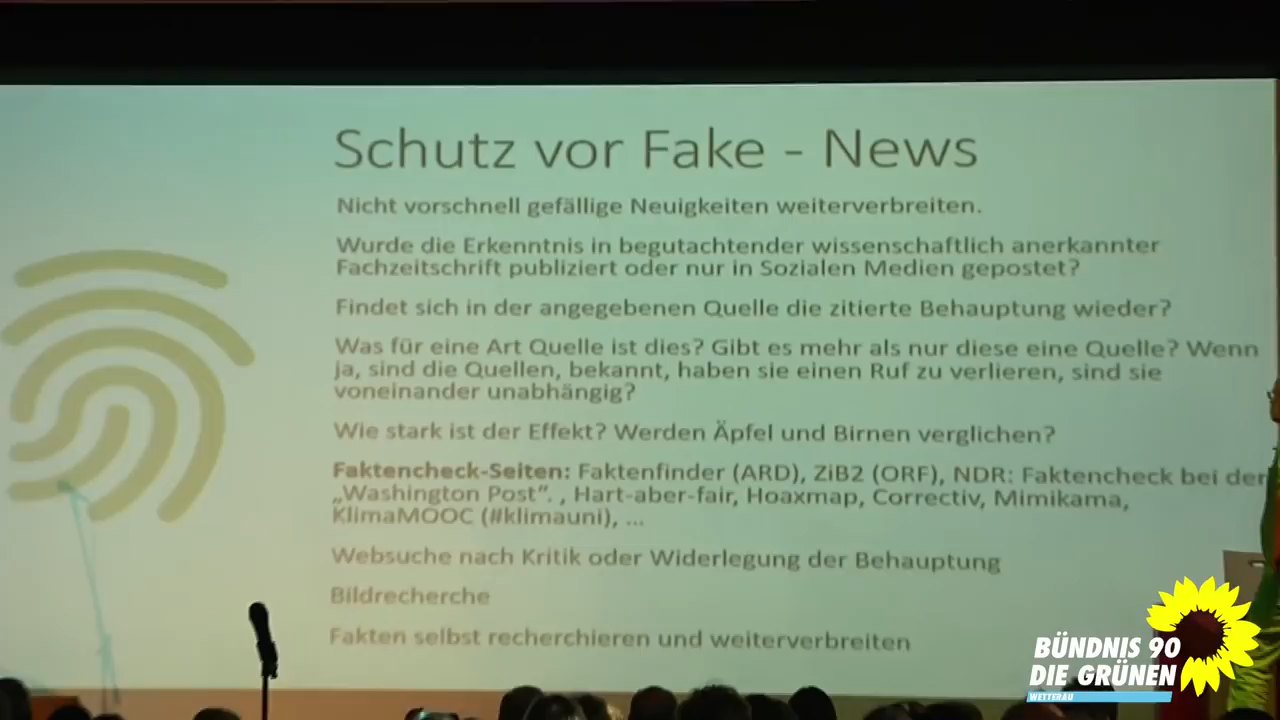 Schutz vor Fake - News
Nicht vorschnell gefällige Neuigkeiten weiterverbreiten.
Wurde die Erkenntnis in begutachtender wissenschaftlich anerkannter
Fachzeitschrift publiziert oder nur in Sozialen Medien gepostet?
Findet sich in der angegebenen Quelle die zitierte Behauptung wieder?
Was für eine Art Quelle ist dies? Gibt es mehr als nur diese eine Quelle? Wenn
ja, sind die Quellen, bekannt, haben sie einen Ruf zu verlieren, sind sie
voneinander unabhängig?
Wie stark ist der Effekt? Werden Äpfel und Birnen verglichen?
Faktencheck-Seiten: Faktenfinder (ARD), ZiB2 (ORF), NDR: Faktencheck bei der
„Washington Post“. , Hart-aber-fair, Hoaxmap, Correctiv, Mimikama,
KlimaMOOC (#klimauni), ...
Websuche nach Kritik oder Widerlegung der Behauptung
Bildrecherche
Fakten selbst recherchieren und weiterverbreiten
BÜNDNIS 90
DIE GRÜNEN
WETTERAU